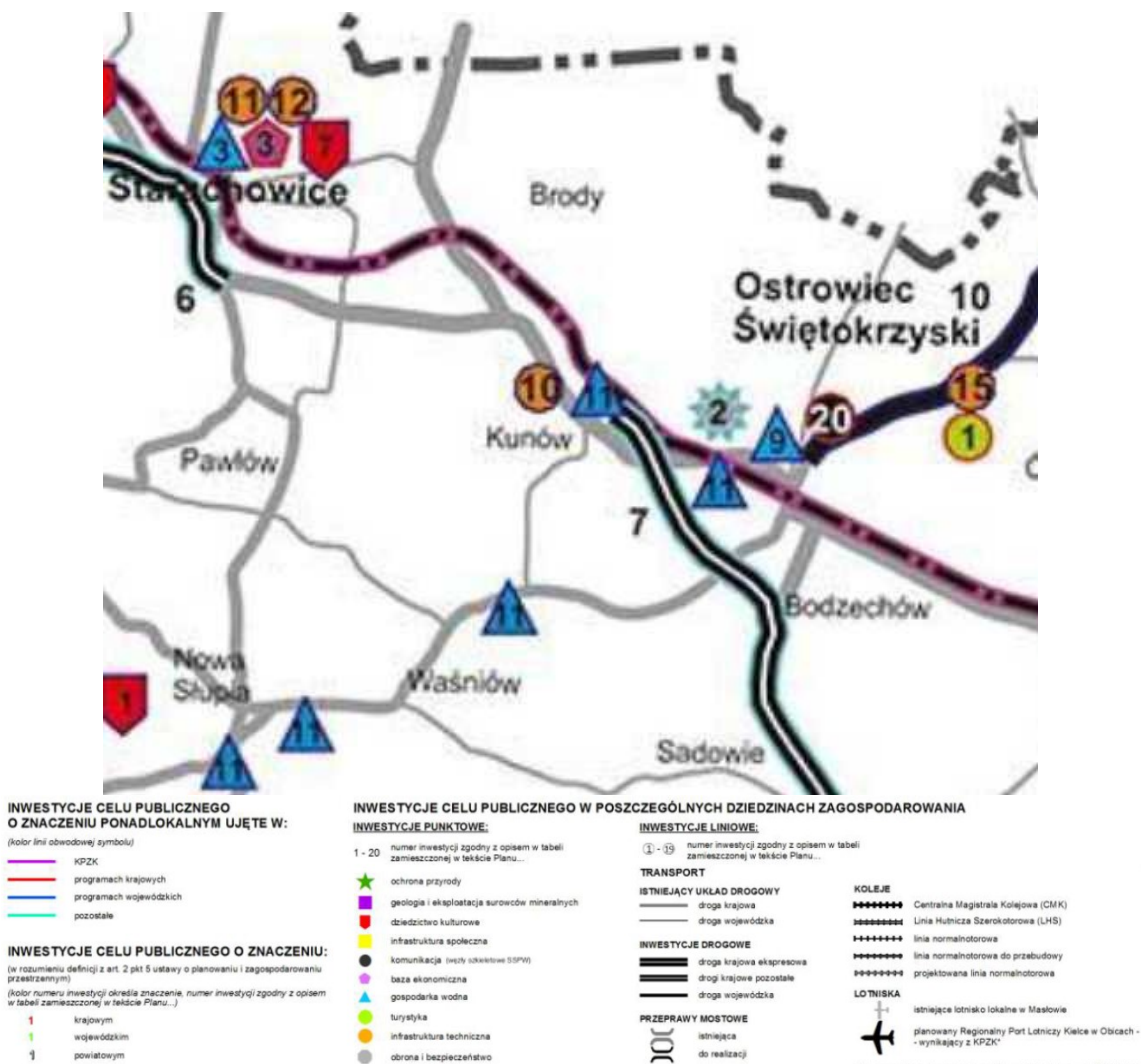 11 12
3 3 7
Starachowice
Brody
6
Ostrowiec 10
Świętokrzyski
10 11 2 9 20 15
1
Kunów
Pawłów
11
7
11
Bodzechów
Nowa
Słupia
Waśniów
1
11
11
Sadowie
INWESTYCJE CELU PUBLICZNEGO
O ZNACZENIU PONADLOKALNYM UJĘTE W:
(kolor linii obwodowej symbolu)
KPZK
programach krajowych
programach wojewódzkich
pozostałe
INWESTYCJE CELU PUBLICZNEGO O ZNACZENIU:
(w rozumieniu definicji z art. 2 pkt 5 ustawy o planowaniu i zagospodarowaniu
przestrzennym)
(kolor numeru inwestycji określa znaczenie, numer inwestycji zgodny z opisem
w tabeli zamieszczonej w tekście Planu...)
1 krajowym
1 wojewódzkim
1 powiatowym
INWESTYCJE CELU PUBLICZNEGO W POSZCZEGÓLNYCH DZIEDZINACH ZAGOSPODAROWANIA
INWESTYCJE PUNKTOWE:
1 - 20 numer inwestycji zgodny z opisem w tabeli
zamieszczonej w tekście Planu...
ochrona przyrody
geologia i eksploatacja surowców mineralnych
dziedzictwo kulturowe
infrastruktura społeczna
komunikacja (węzły szkieletowe SSPW)
baza ekonomiczna
gospodarka wodna
turystyka
infrastruktura techniczna
obrona i bezpieczeństwo
INWESTYCJE LINIOWE:
1 - 19 numer inwestycji zgodny z opisem w tabeli
zamieszczonej w tekście Planu...
TRANSPORT
ISTNIEJĄCY UKŁAD DROGOWY
droga krajowa
droga wojewódzka
INWESTYCJE DROGOWE
droga krajowa ekspresowa
drogi krajowe pozostałe
droga wojewódzka
PRZEPRAWY MOSTOWE
istniejąca
do realizacji
KOLEJE
Centralna Magistrala Kolejowa (CMK)
Linia Hutnicza Szerokotorowa (LHS)
linia normalnotorowa
linia normalnotorowa do przebudowy
projektowana linia normalnotorowa
LOTNISKA
istniejące lotnisko lokalne w Masłowie
planowany Regionalny Port Lotniczy Kielce w Obicach -
- wynikający z KPZK*